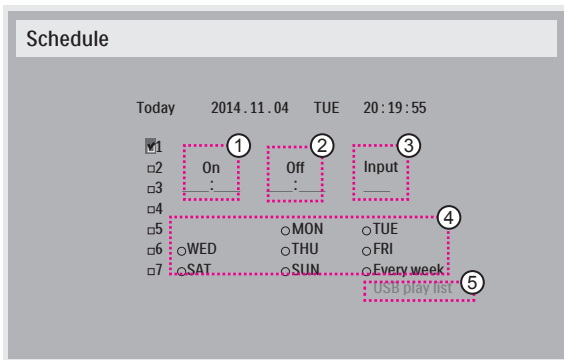 Schedule
Today 2014.11.04 TUE 20:19:55
1 ① ② ③
2 On Off Input
3 __:__ __:__ ___
4 ④
5 ○MON ○TUE
6 ○WED ○THU ○FRI
7 ○SAT ○SUN ○Every week
USB play list ⑤